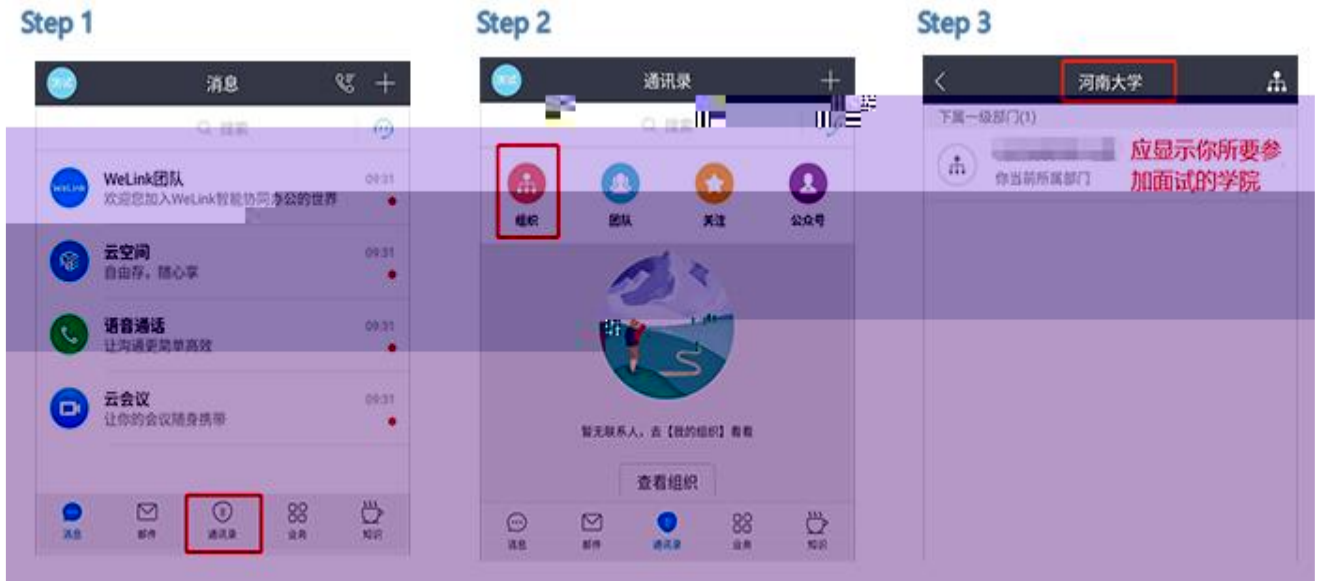 Step 1
消息
搜索
WeLink
WeLink团队
09:31
欢迎您加入WeLink智能协同办公的世界
云空间
09:31
自由存，随心享
语音通话
09:31
让沟通更简单高效
云会议
09:31
让你的会议随身携带
消息 邮件 通讯录 业务 知识
Step 2
通讯录
搜索
组织 团队 关注 公众号
暂无联系人，去【我的组织】看看
查看组织
消息 邮件 通讯录 业务 知识
Step 3
河南大学
下属一级部门(1)
你当前所属部门
应显示你所要参
加面试的学院